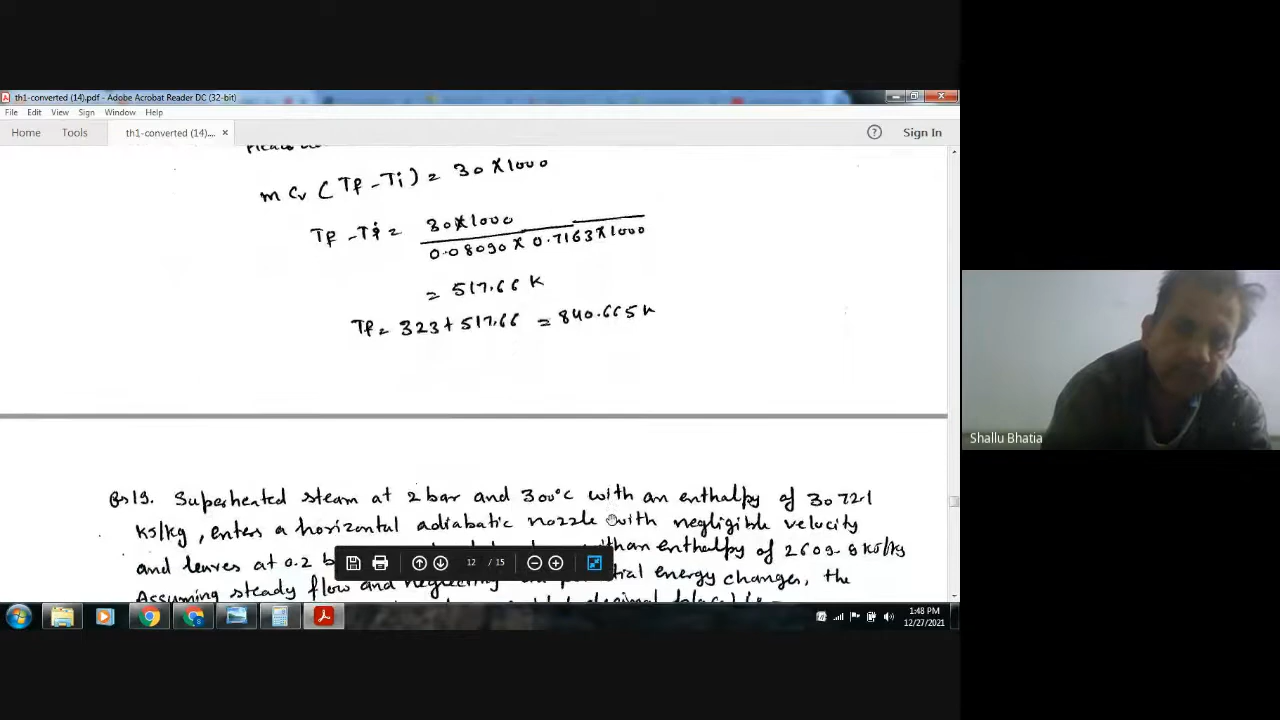 th1-converted (14).pdf - Adobe Acrobat Reader DC (32-bit)
File Edit View Sign Window Help
Home Tools th1-converted (14).... × Sign In
m Cv ( Tf - Ti ) = 30 x 1000
Tf - Ti = 30 x 1000
0.08090 x 0.7163 x 1000
= 517.66 K
Tf = 323 + 517.66 = 840.665 K
Superheated steam at 2 bar and 300°C with an enthalpy of 3072.1
KJ/Kg, enters a horizontal adiabatic nozzle with negligible velocity
and leaves at 0.2 b with an enthalpy of 2609.8 KJ/Kg
Assuming steady flow and neglecting energy changes, the
12 / 15
Shallu Bhatia
1:48 PM
12/27/2021